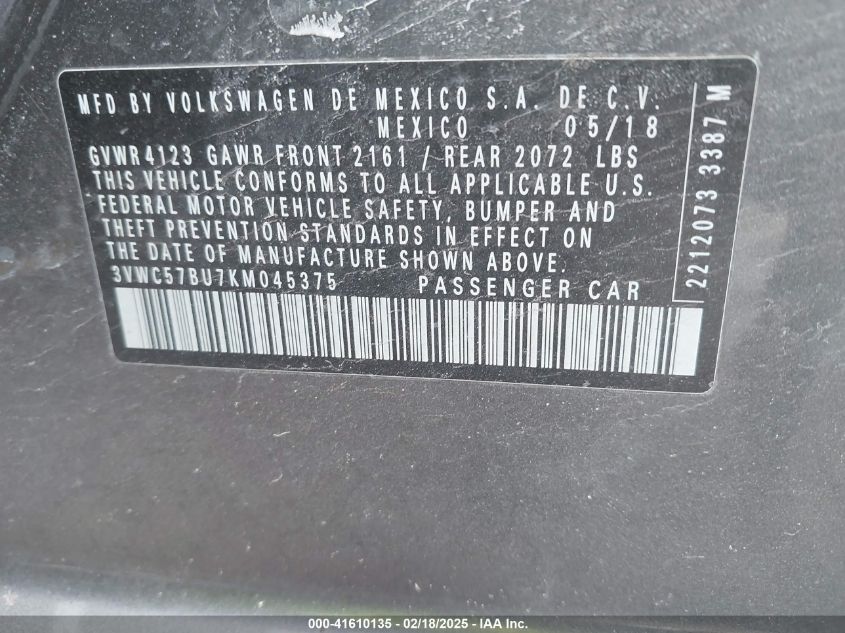 MFD BY VOLKSWAGEN DE MEXICO S.A. DE C.V.
MEXICO 05/18
GVWR 4123 GAWR FRONT 2161 / REAR 2072 LBS
THIS VEHICLE CONFORMS TO ALL APPLICABLE U.S.
FEDERAL MOTOR VEHICLE SAFETY, BUMPER AND
THEFT PREVENTION STANDARDS IN EFFECT ON
THE DATE OF MANUFACTURE SHOWN ABOVE.
3VWC57BU7KM045375 PASSENGER CAR
2212073 3387 M
000-41610135 - 02/18/2025 - IAA Inc.